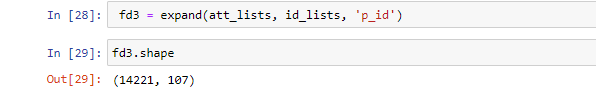 In [28]: fd3 = expand(att_lists, id_lists, 'p_id')
In [29]: fd3.shape
Out[29]: (14221, 107)